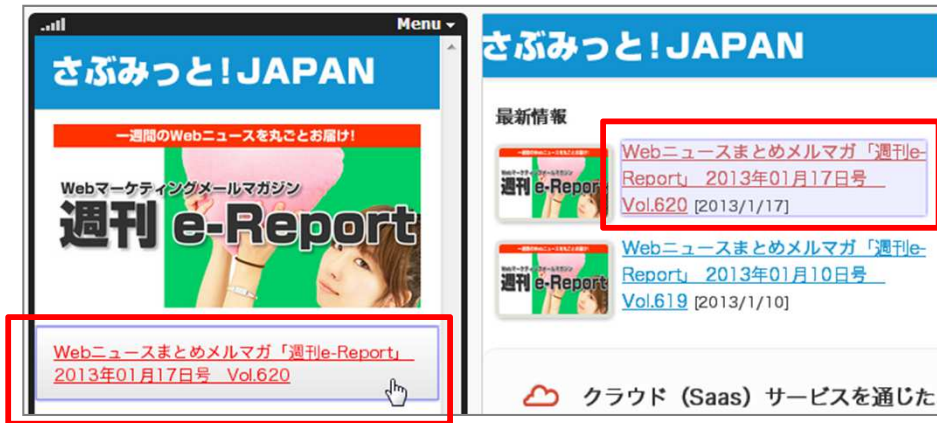 Menu
さぶみっと!JAPAN
一週間のWebニュースを丸ごとお届け!
Webマーケティングメールマガジン
週刊 e-Report
Webニュースまとめメルマガ「週刊e-Report」
2013年01月17日号 Vol.620
さぶみっと!JAPAN
最新情報
週刊 e-Report
Webニュースまとめメルマガ「週刊e-
Report」 2013年01月17日号
Vol.620 [2013/1/17]
週刊 e-Report
Webニュースまとめメルマガ「週刊e-
Report」 2013年01月10日号
Vol.619 [2013/1/10]
クラウド(Saas)サービスを通じた